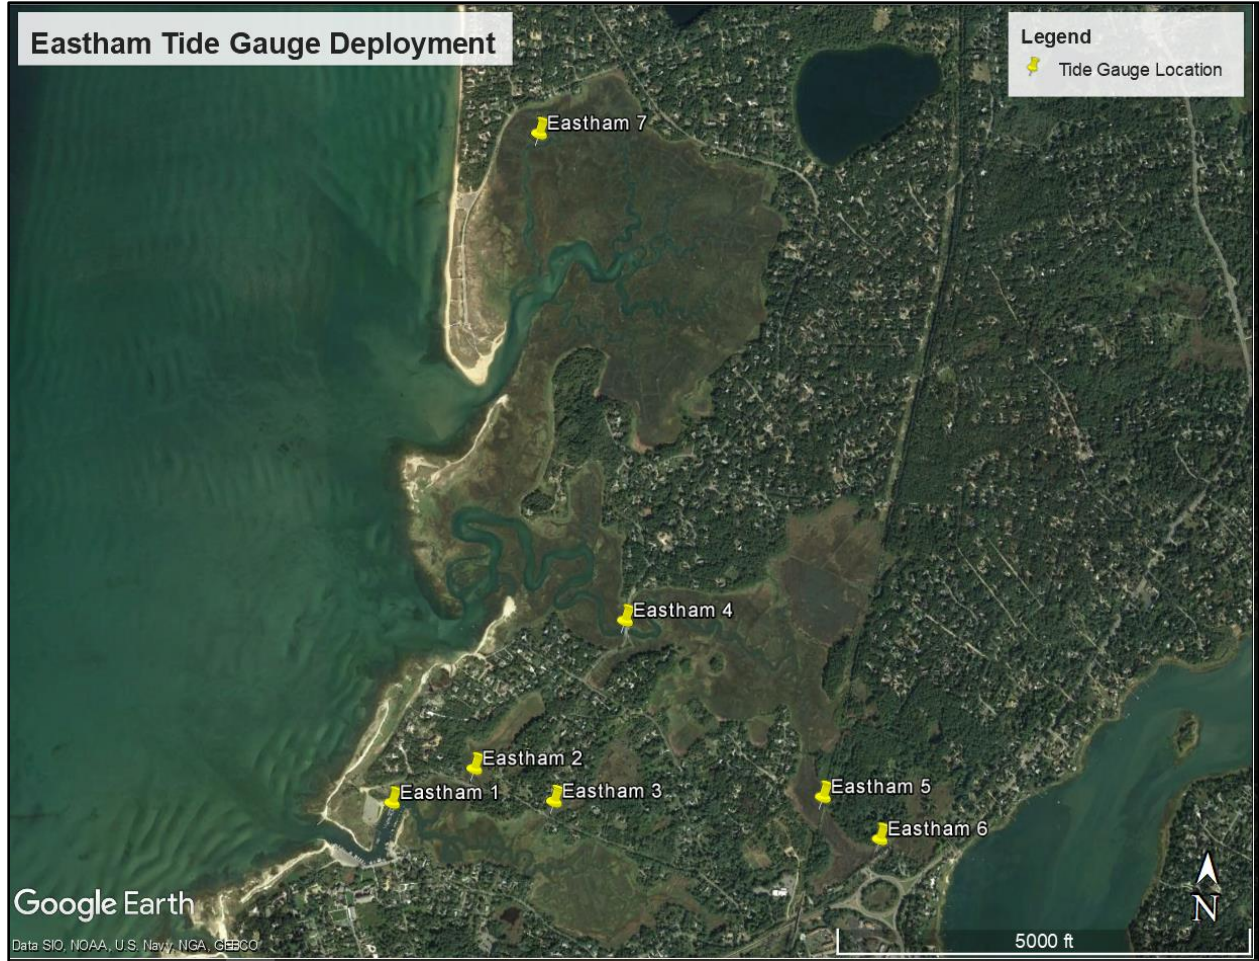 Eastham Tide Gauge Deployment
Legend
Tide Gauge Location
Eastham 7
Eastham 4
Eastham 2
Eastham 1
Eastham 3
Eastham 5
Eastham 6
Google Earth
N
Data SIO, NOAA, U.S. Navy, NGA, GEBCO
5000 ft